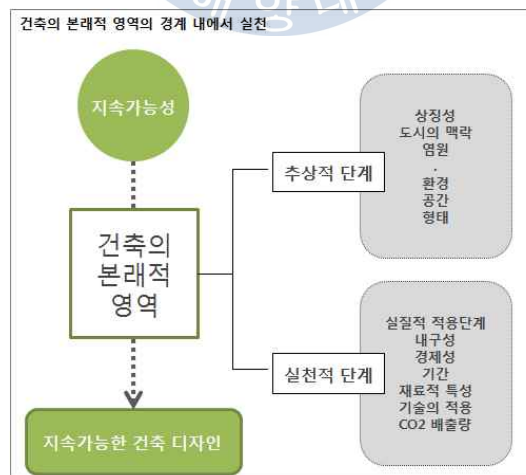 건축의 본래적 영역의 경계 내에서 실천
지속가능성
건축의
본래적
영역
지속가능한 건축 디자인
추상적 단계
상징성
도시의 맥락
염원
.
환경
공간
형태
실천적 단계
실질적 적용단계
내구성
경제성
기간
재료적 특성
기술의 적용
CO2 배출량